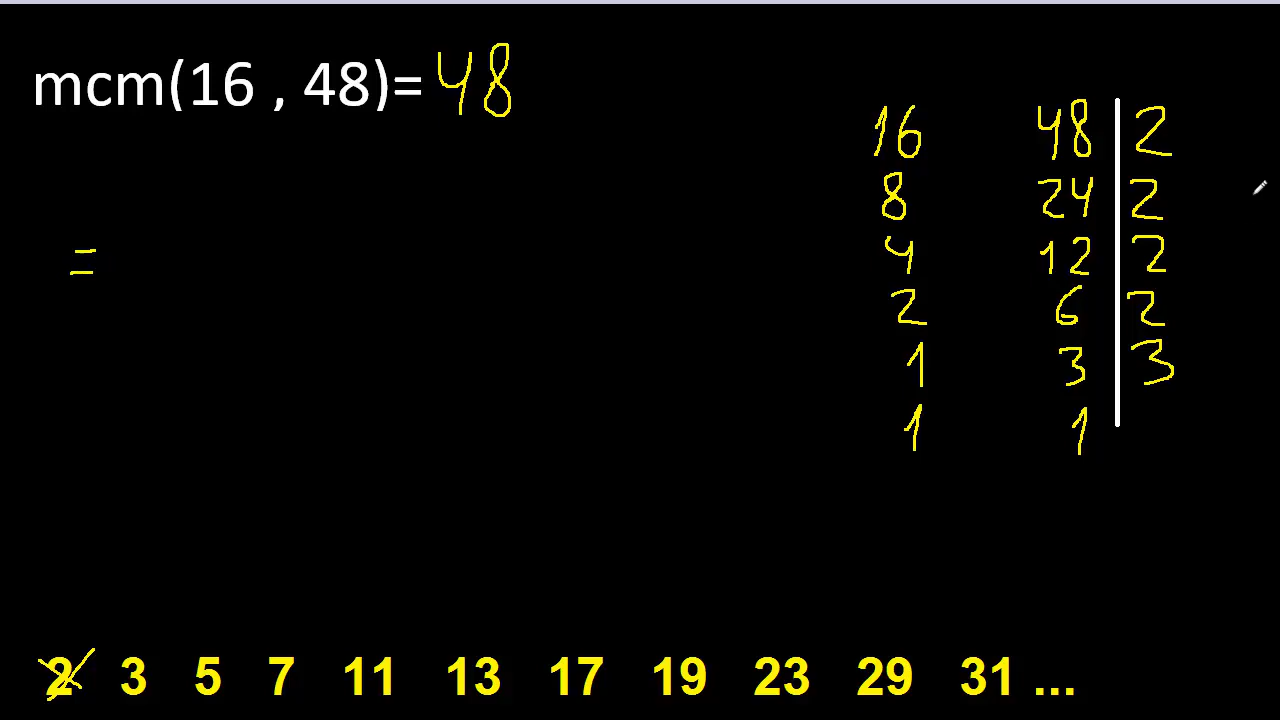 mcm(16 , 48)= 48
16 48 2
8 24 2
= 4 12 2
2 6 2
1 3 3
1 1
2 3 5 7 11 13 17 19 23 29 31 ...